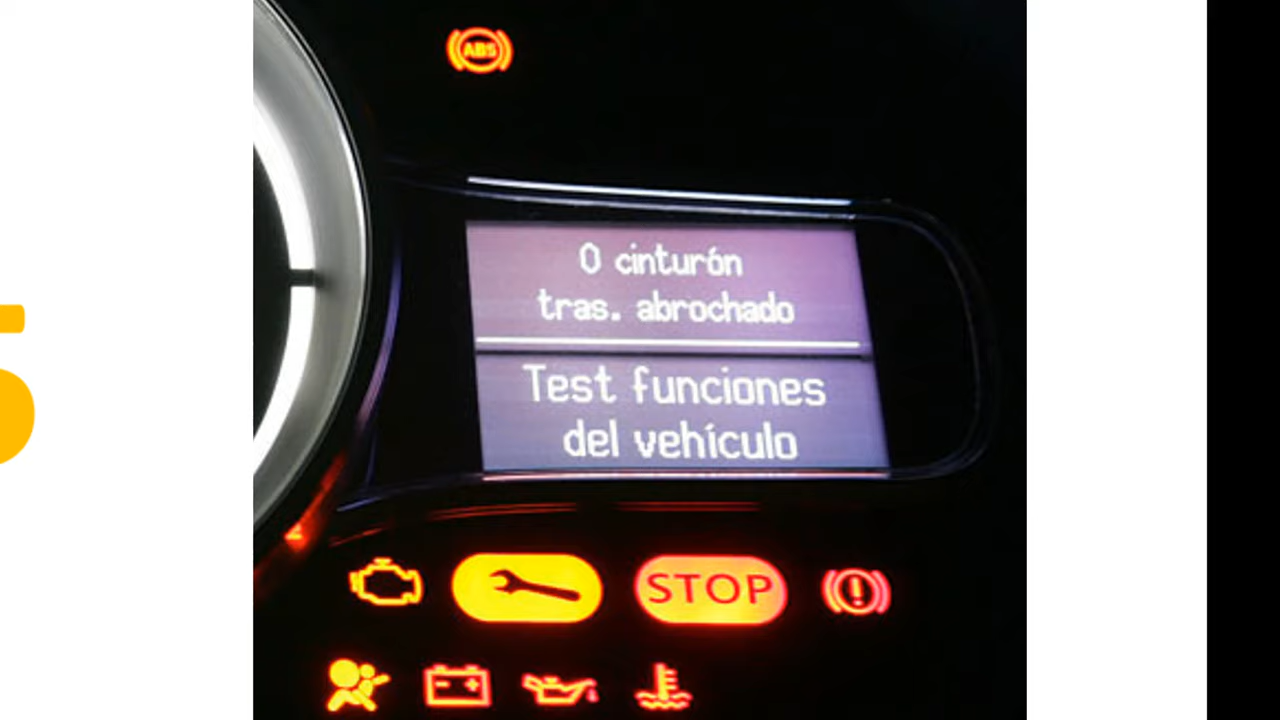 ABS
0 cinturón
tras. abrochado
Test funciones
del vehículo
STOP